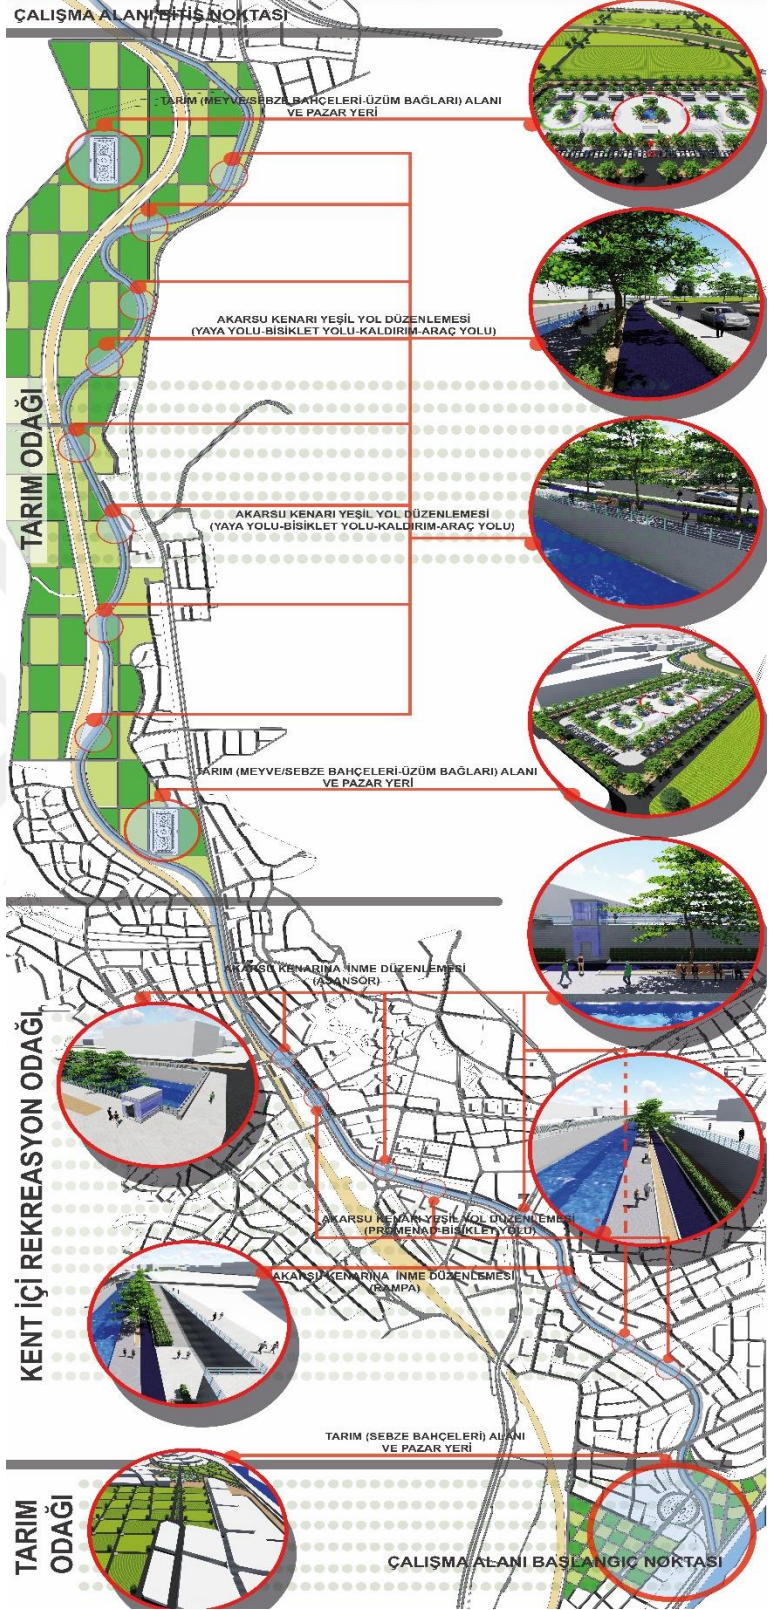 ÇALIŞMA ALANI BİTİŞ NOKTASI
TARIM (MEYVE/SEBZE BAHÇELERİ-ÜZÜM BAĞLARI) ALANI
VE PAZAR YERİ
AKARSU KENARI YEŞİL YOL DÜZENLEMESİ
(YAYA YOLU-BİSİKLET YOLU-KALDIRIM-ARAÇ YOLU)
TARIM ODAĞI
AKARSU KENARI YEŞİL YOL DÜZENLEMESİ
(YAYA YOLU-BİSİKLET YOLU-KALDIRIM-ARAÇ YOLU)
TARIM (MEYVE/SEBZE BAHÇELERİ-ÜZÜM BAĞLARI) ALANI
VE PAZAR YERİ
AKARSU KENARINA İNME DÜZENLEMESİ
(ASANSÖR)
KENT İÇİ REKREASYON ODAĞI
AKARSU KENARI YEŞİL YOL DÜZENLEMESİ
(PROMENAD-BİSİKLET YOLU)
AKARSU KENARINA İNME DÜZENLEMESİ
(RAMPA)
TARIM (SEBZE BAHÇELERİ) ALANI
VE PAZAR YERİ
TARIM
ODAĞI
ÇALIŞMA ALANI BAŞLANGIÇ NOKTASI